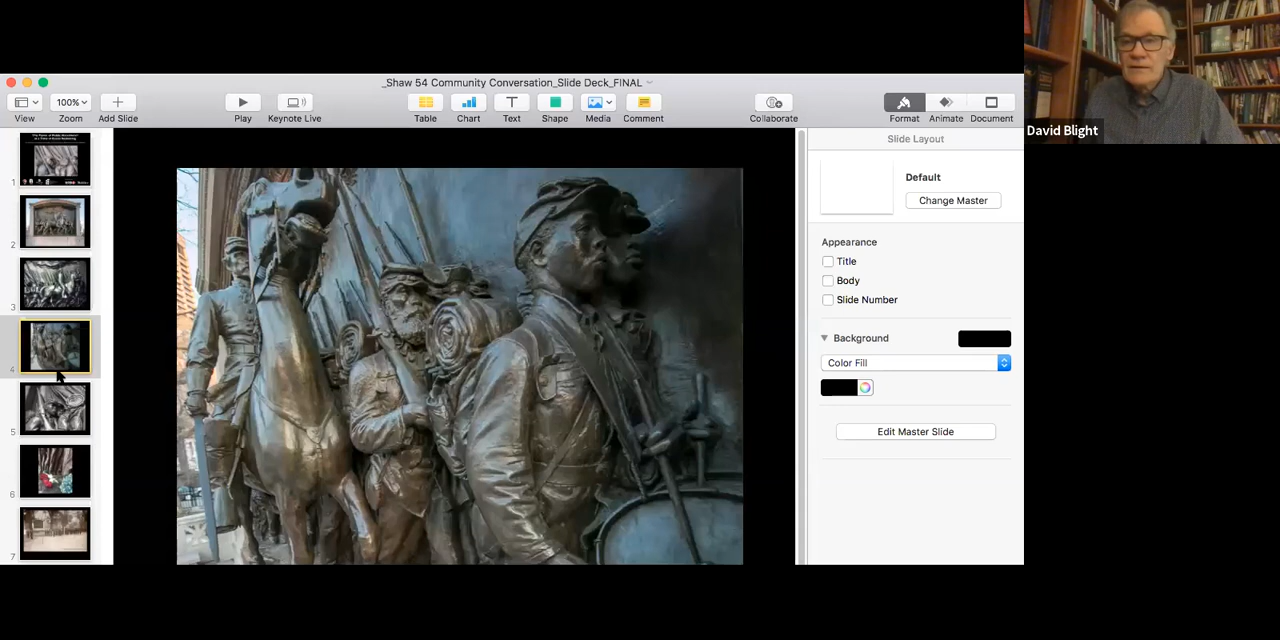 _Shaw 54 Community Conversation_Slide Deck_FINAL
View
100%
Zoom
Add Slide
Play
Keynote Live
Table
Chart
Text
Shape
Media
Comment
Collaborate
Format
Animate
Document
David Blight
Slide Layout
Default
Change Master
Appearance
Title
Body
Slide Number
Background
Color Fill
Edit Master Slide
1
2
3
4
5
6
7